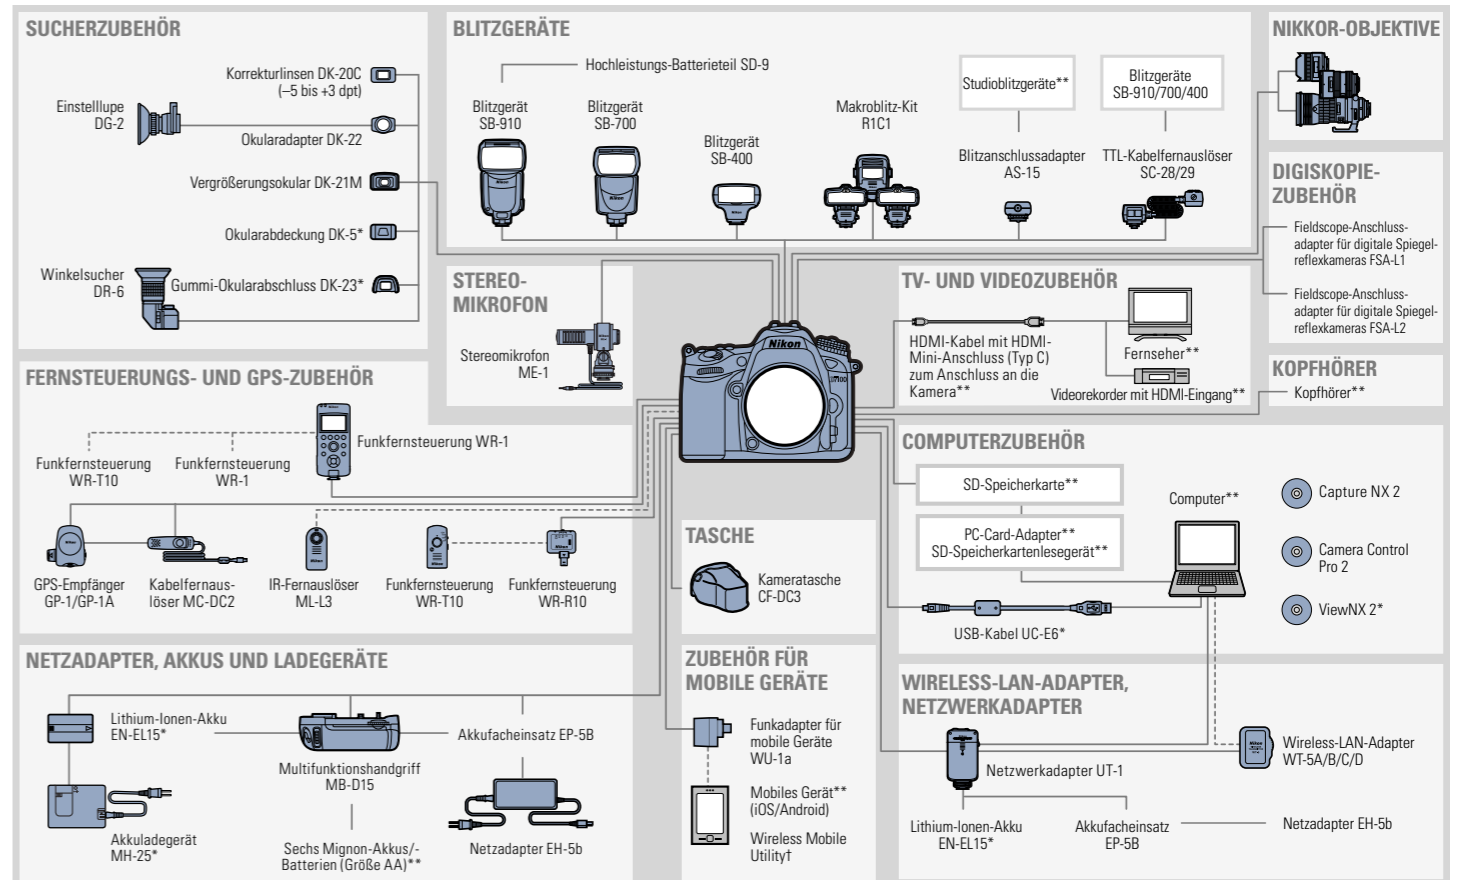 SUCHERZUBEHÖR
Korrekturlinsen DK-20C
(–5 bis +3 dpt)
Einstelllupe
DG-2
Okularadapter DK-22
Vergrößerungsokular DK-21M
Okularabdeckung DK-5*
Winkelsucher
DR-6
Gummi-Okularabschluss DK-23*
BLITZGERÄTE
Hochleistungs-Batterieteil SD-9
Blitzgerät
SB-910
Blitzgerät
SB-700
Blitzgerät
SB-400
Makroblitz-Kit
R1C1
Studioblitzgeräte**
Blitzanschlussadapter
AS-15
Blitzgeräte
SB-910/700/400
TTL-Kabelfernauslöser
SC-28/29
NIKKOR-OBJEKTIVE
DIGISKOPIE-
ZUBEHÖR
Fieldscope-Anschluss-
adapter für digitale Spiegel-
reflexkameras FSA-L1
Fieldscope-Anschluss-
adapter für digitale Spiegel-
reflexkameras FSA-L2
STEREO-
MIKROFON
Stereomikrofon
ME-1
Nikon
D7100
TV- UND VIDEOZUBEHÖR
HDMI-Kabel mit HDMI-
Mini-Anschluss (Typ C)
zum Anschluss an die
Kamera**
Fernseher**
Videorekorder mit HDMI-Eingang**
KOPFHÖRER
Kopfhörer**
FERNSTEUERUNGS- UND GPS-ZUBEHÖR
Funkfernsteuerung WR-1
Funkfernsteuerung
WR-T10
Funkfernsteuerung
WR-1
GPS-Empfänger
GP-1/GP-1A
Kabelfernaus-
löser MC-DC2
IR-Fernauslöser
ML-L3
Funkfernsteuerung
WR-T10
Funkfernsteuerung
WR-R10
TASCHE
Kameratasche
CF-DC3
COMPUTERZUBEHÖR
SD-Speicherkarte**
PC-Card-Adapter**
SD-Speicherkartenlesegerät**
Computer**
USB-Kabel UC-E6*
Capture NX 2
Camera Control
Pro 2
ViewNX 2*
NETZADAPTER, AKKUS UND LADEGERÄTE
Lithium-Ionen-Akku
EN-EL15*
Akkuladegerät
MH-25*
Multifunktionshandgriff
MB-D15
Sechs Mignon-Akkus/-
Batterien (Größe AA)**
Akkufacheinsatz EP-5B
Netzadapter EH-5b
ZUBEHÖR FÜR
MOBILE GERÄTE
Funkadapter für
mobile Geräte
WU-1a
Mobiles Gerät**
(iOS/Android)
Wireless Mobile
Utility†
WIRELESS-LAN-ADAPTER,
NETZWERKADAPTER
Netzwerkadapter UT-1
Wireless-LAN-Adapter
WT-5A/B/C/D
Lithium-Ionen-Akku
EN-EL15*
Akkufacheinsatz
EP-5B
Netzadapter EH-5b